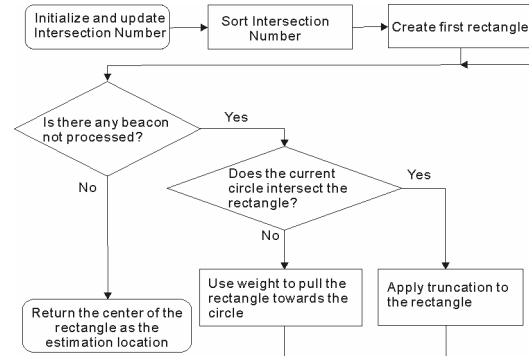 Initialize and update
Intersection Number
Sort Intersection
Number
Create first rectangle
Is there any beacon
not processed?
Yes
No
Does the current
circle intersect the
rectangle?
Yes
No
Return the center of the
rectangle as the
estimation location
Use weight to pull the
rectangle towards the
circle
Apply truncation to
the rectangle